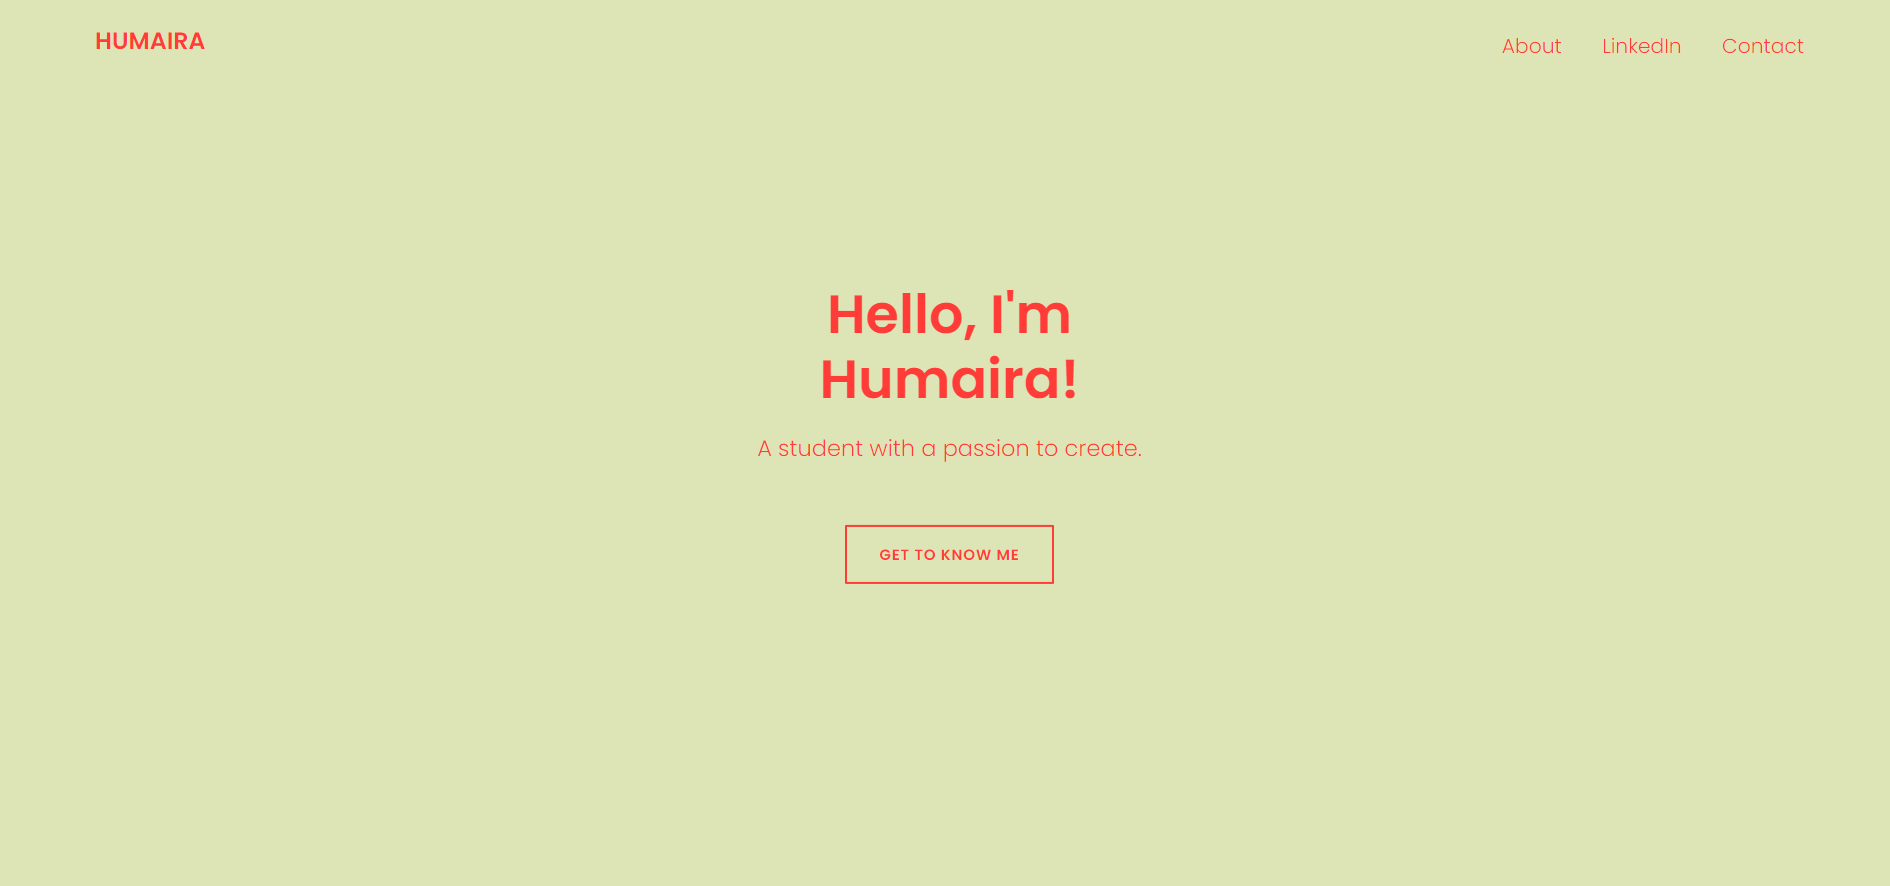 HUMAIRA
About LinkedIn Contact
Hello, I'm
Humaira!
A student with a passion to create.
GET TO KNOW ME